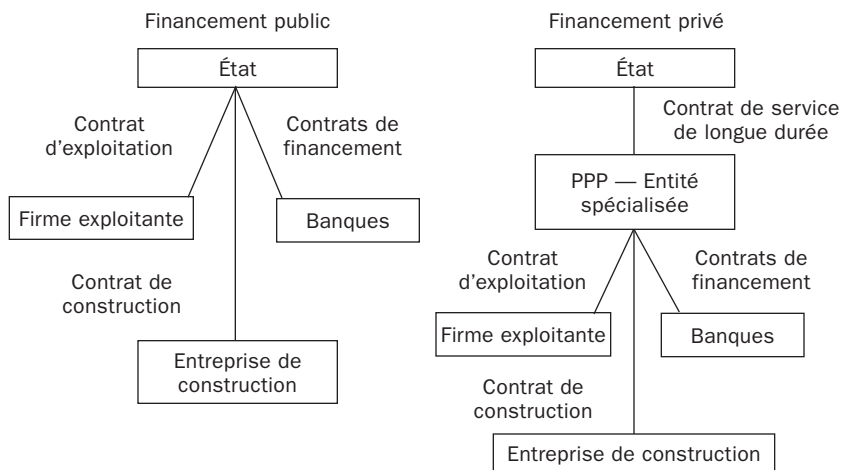 Financement public
État
Contrat
d'exploitation
Contrats de
financement
Firme exploitante
Banques
Contrat de
construction
Entreprise de
construction
Financement privé
État
Contrat de service
de longue durée
PPP — Entité
spécialisée
Contrat
d'exploitation
Contrats de
financement
Firme exploitante
Banques
Contrat de
construction
Entreprise de construction